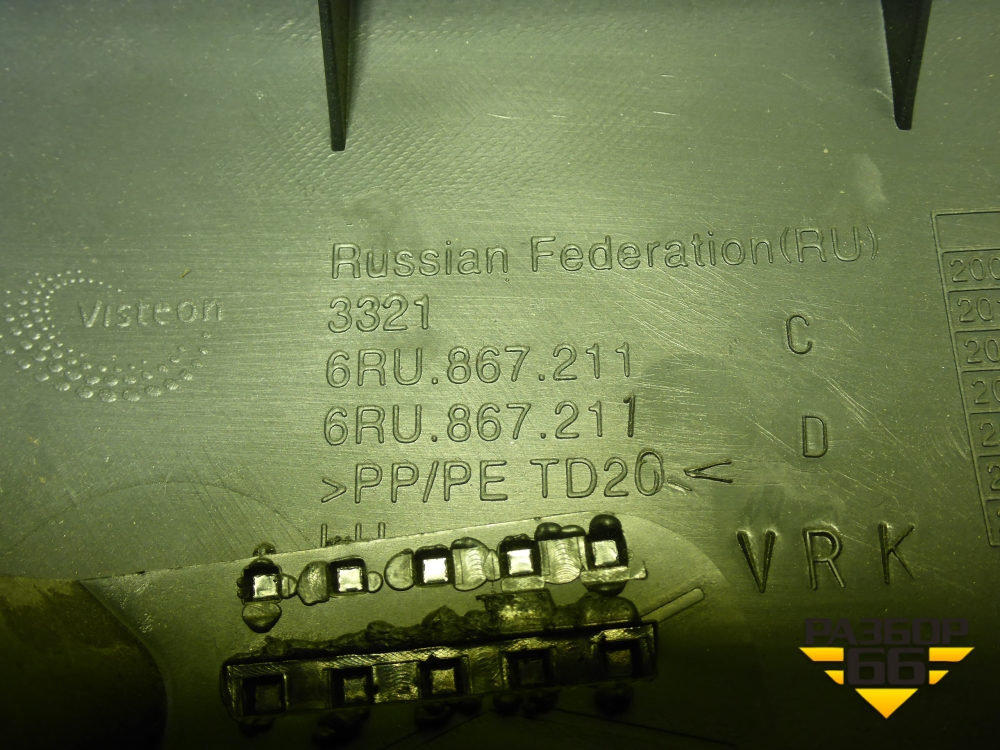 Russian Federation(RU)
visteon
3321
6RU.867.211 C
6RU.867.211 D
>PP/PE TD20<
VRK
РАЗБОР
66